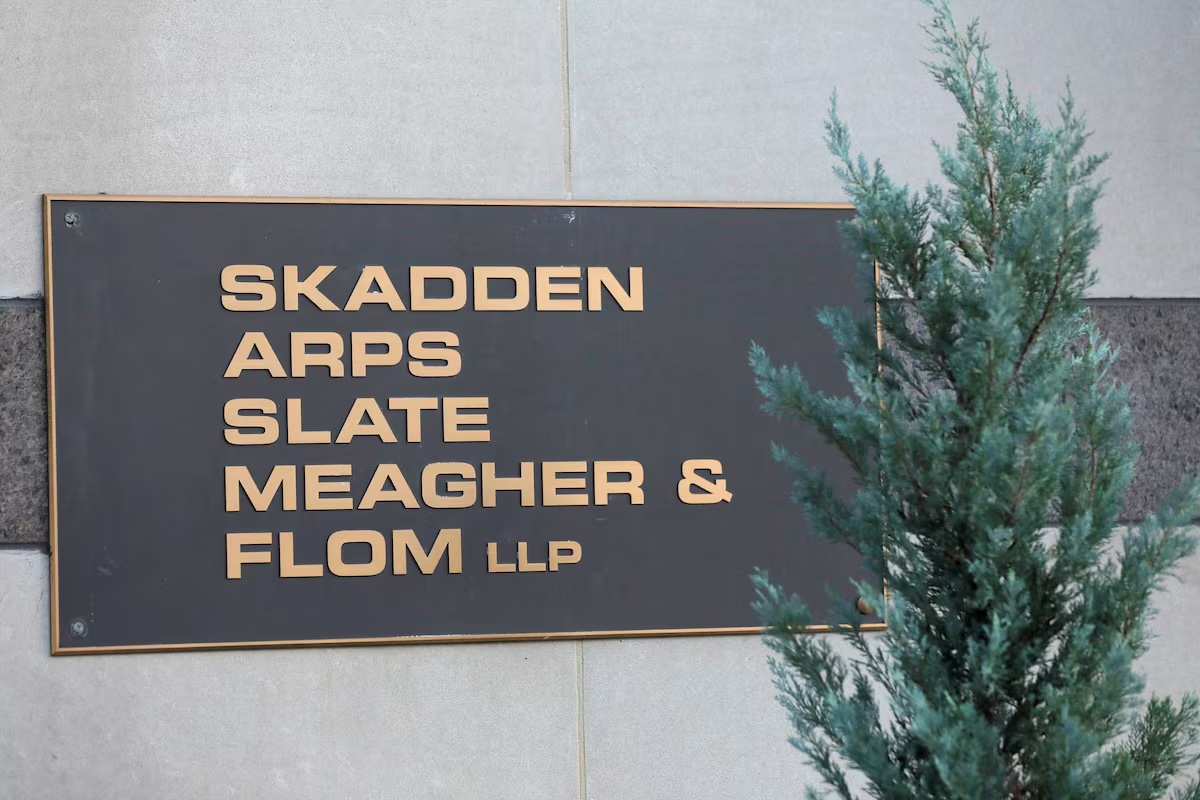 SKADDEN
ARPS
SLATE
MEAGHER &
FLOM LLP